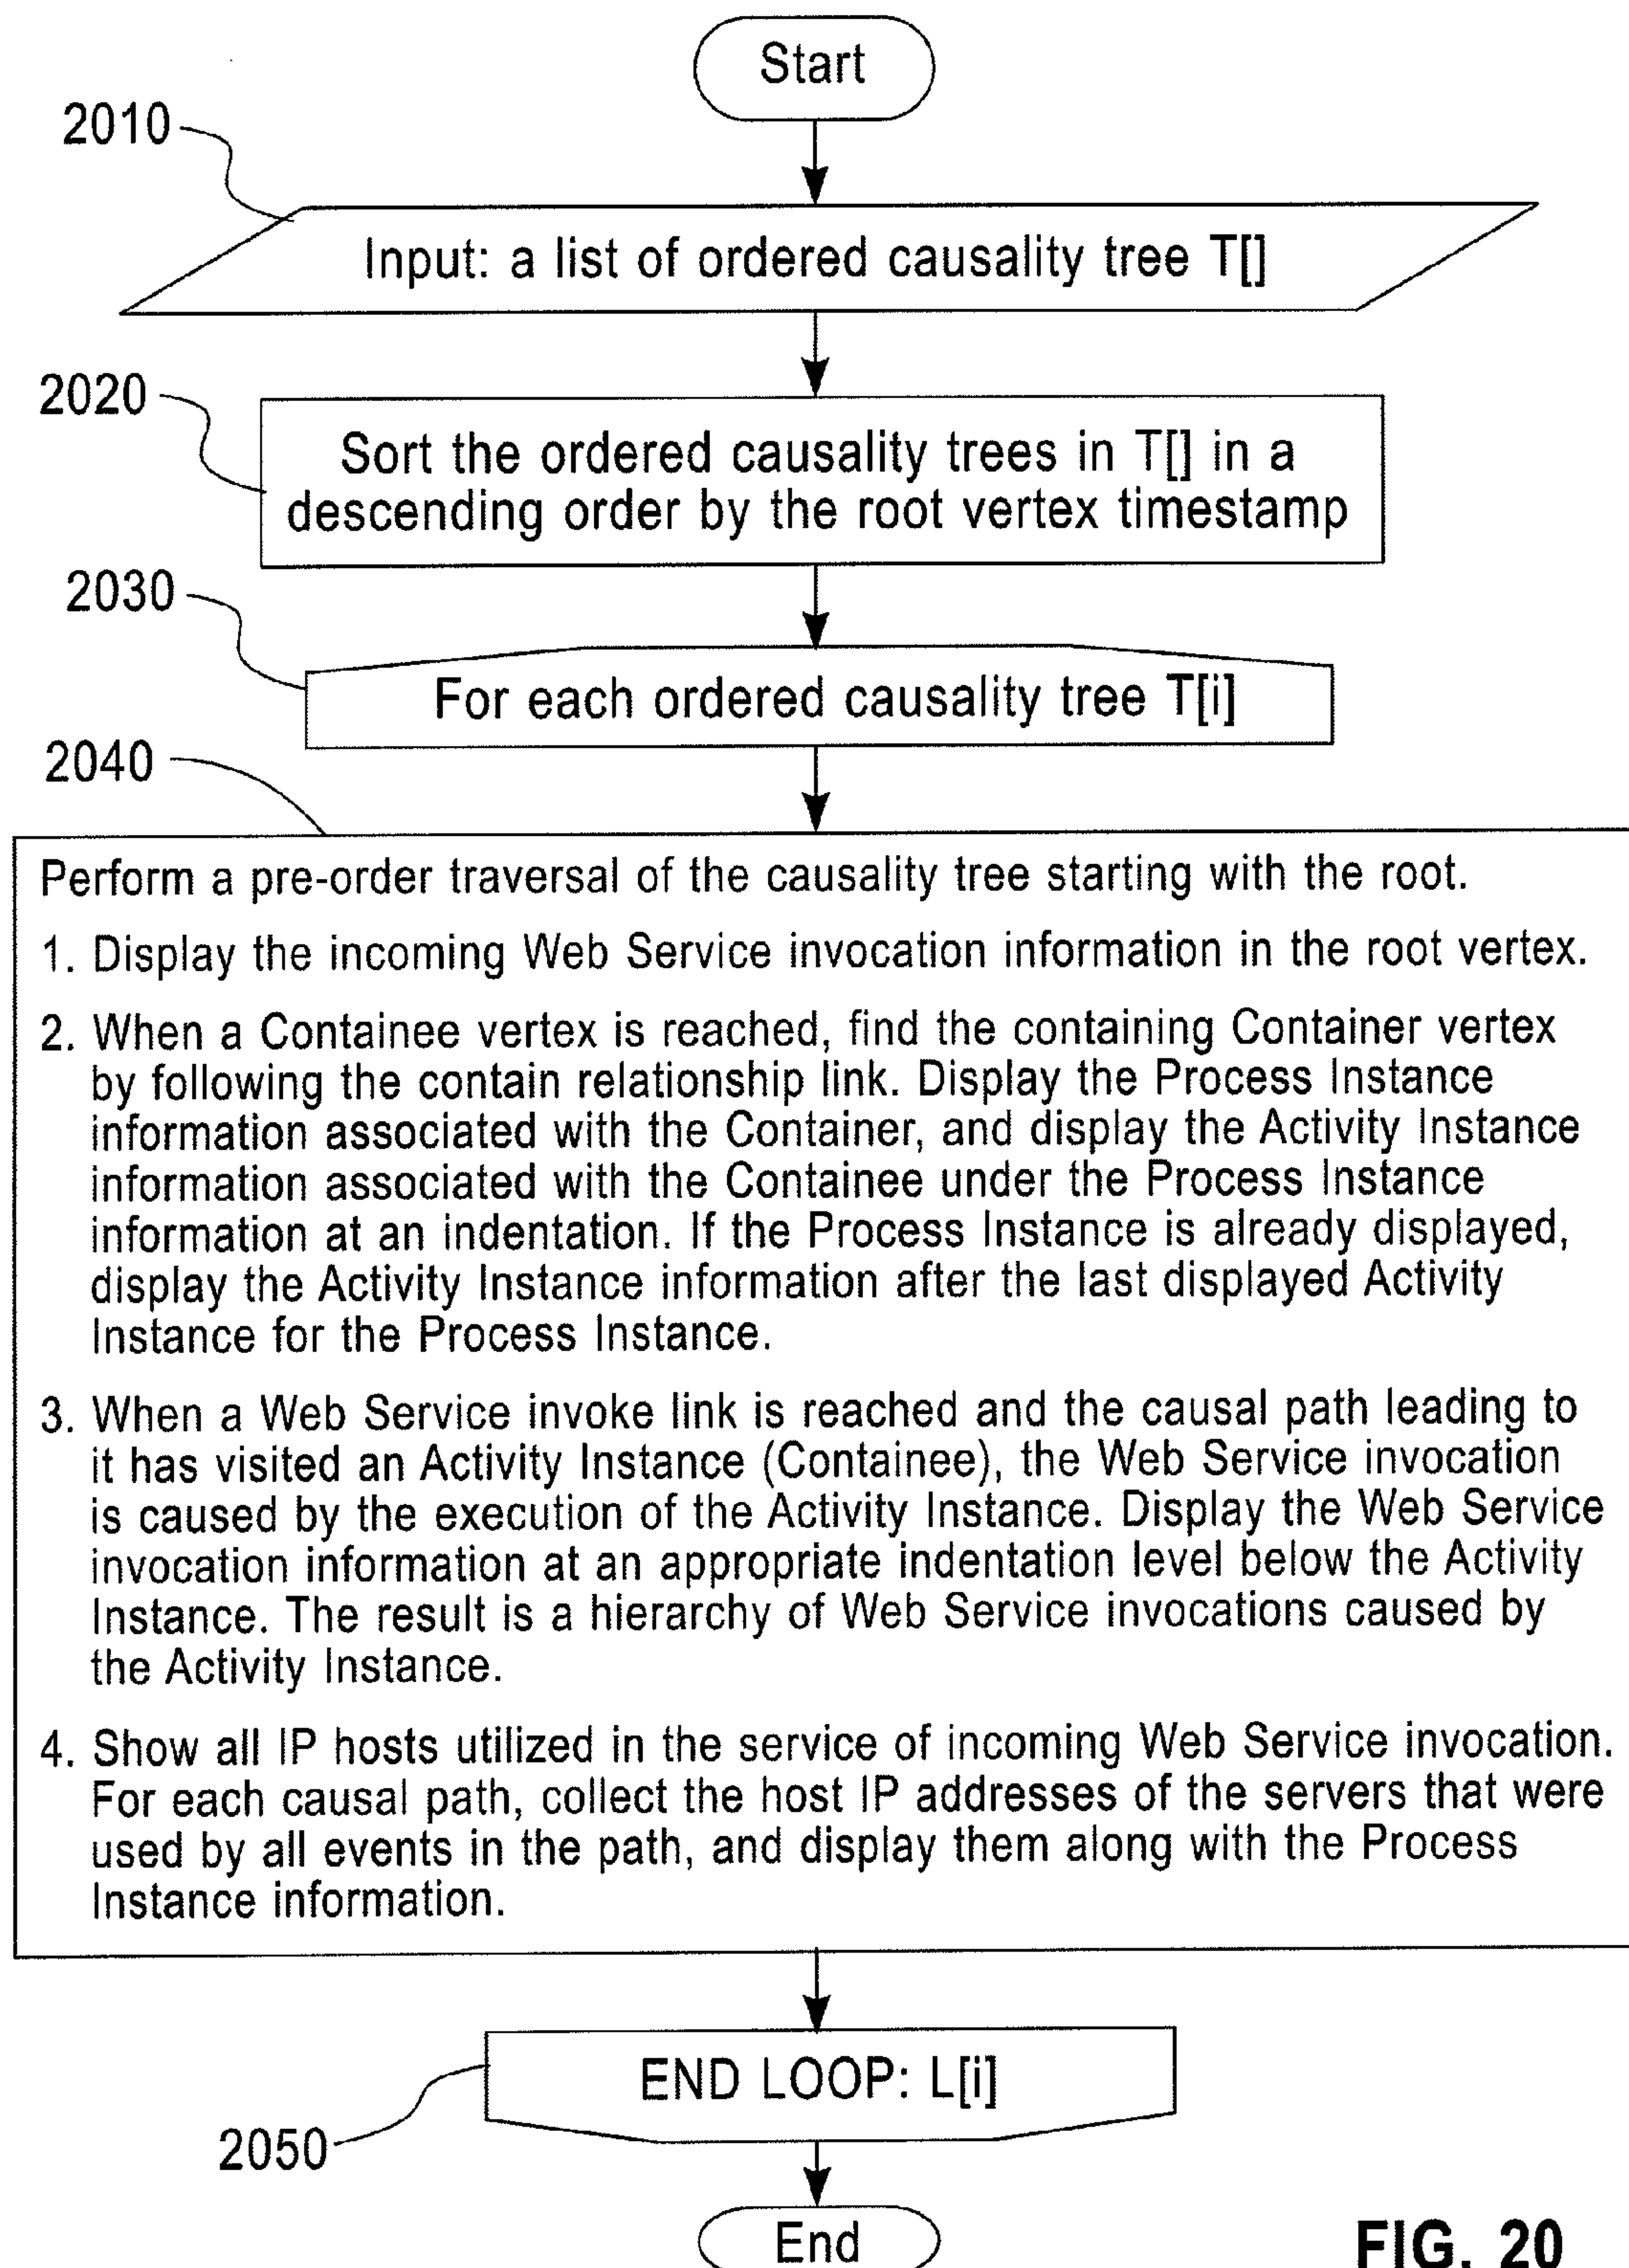 Start
2010
Input: a list of ordered causality tree T[]
2020
Sort the ordered causality trees in T[] in a
descending order by the root vertex timestamp
2030
For each ordered causality tree T[i]
2040
Perform a pre-order traversal of the causality tree starting with the root.
1. Display the incoming Web Service invocation information in the root vertex.
2. When a Containee vertex is reached, find the containing Container vertex
by following the contain relationship link. Display the Process Instance
information associated with the Container, and display the Activity Instance
information associated with the Containee under the Process Instance
information at an indentation. If the Process Instance is already displayed,
display the Activity Instance information after the last displayed Activity
Instance for the Process Instance.
3. When a Web Service invoke link is reached and the causal path leading to
it has visited an Activity Instance (Containee), the Web Service invocation
is caused by the execution of the Activity Instance. Display the Web Service
invocation information at an appropriate indentation level below the Activity
Instance. The result is a hierarchy of Web Service invocations caused by
the Activity Instance.
4. Show all IP hosts utilized in the service of incoming Web Service invocation.
For each causal path, collect the host IP addresses of the servers that were
used by all events in the path, and display them along with the Process
Instance information.
END LOOP: L[i]
2050
End
FIG. 20